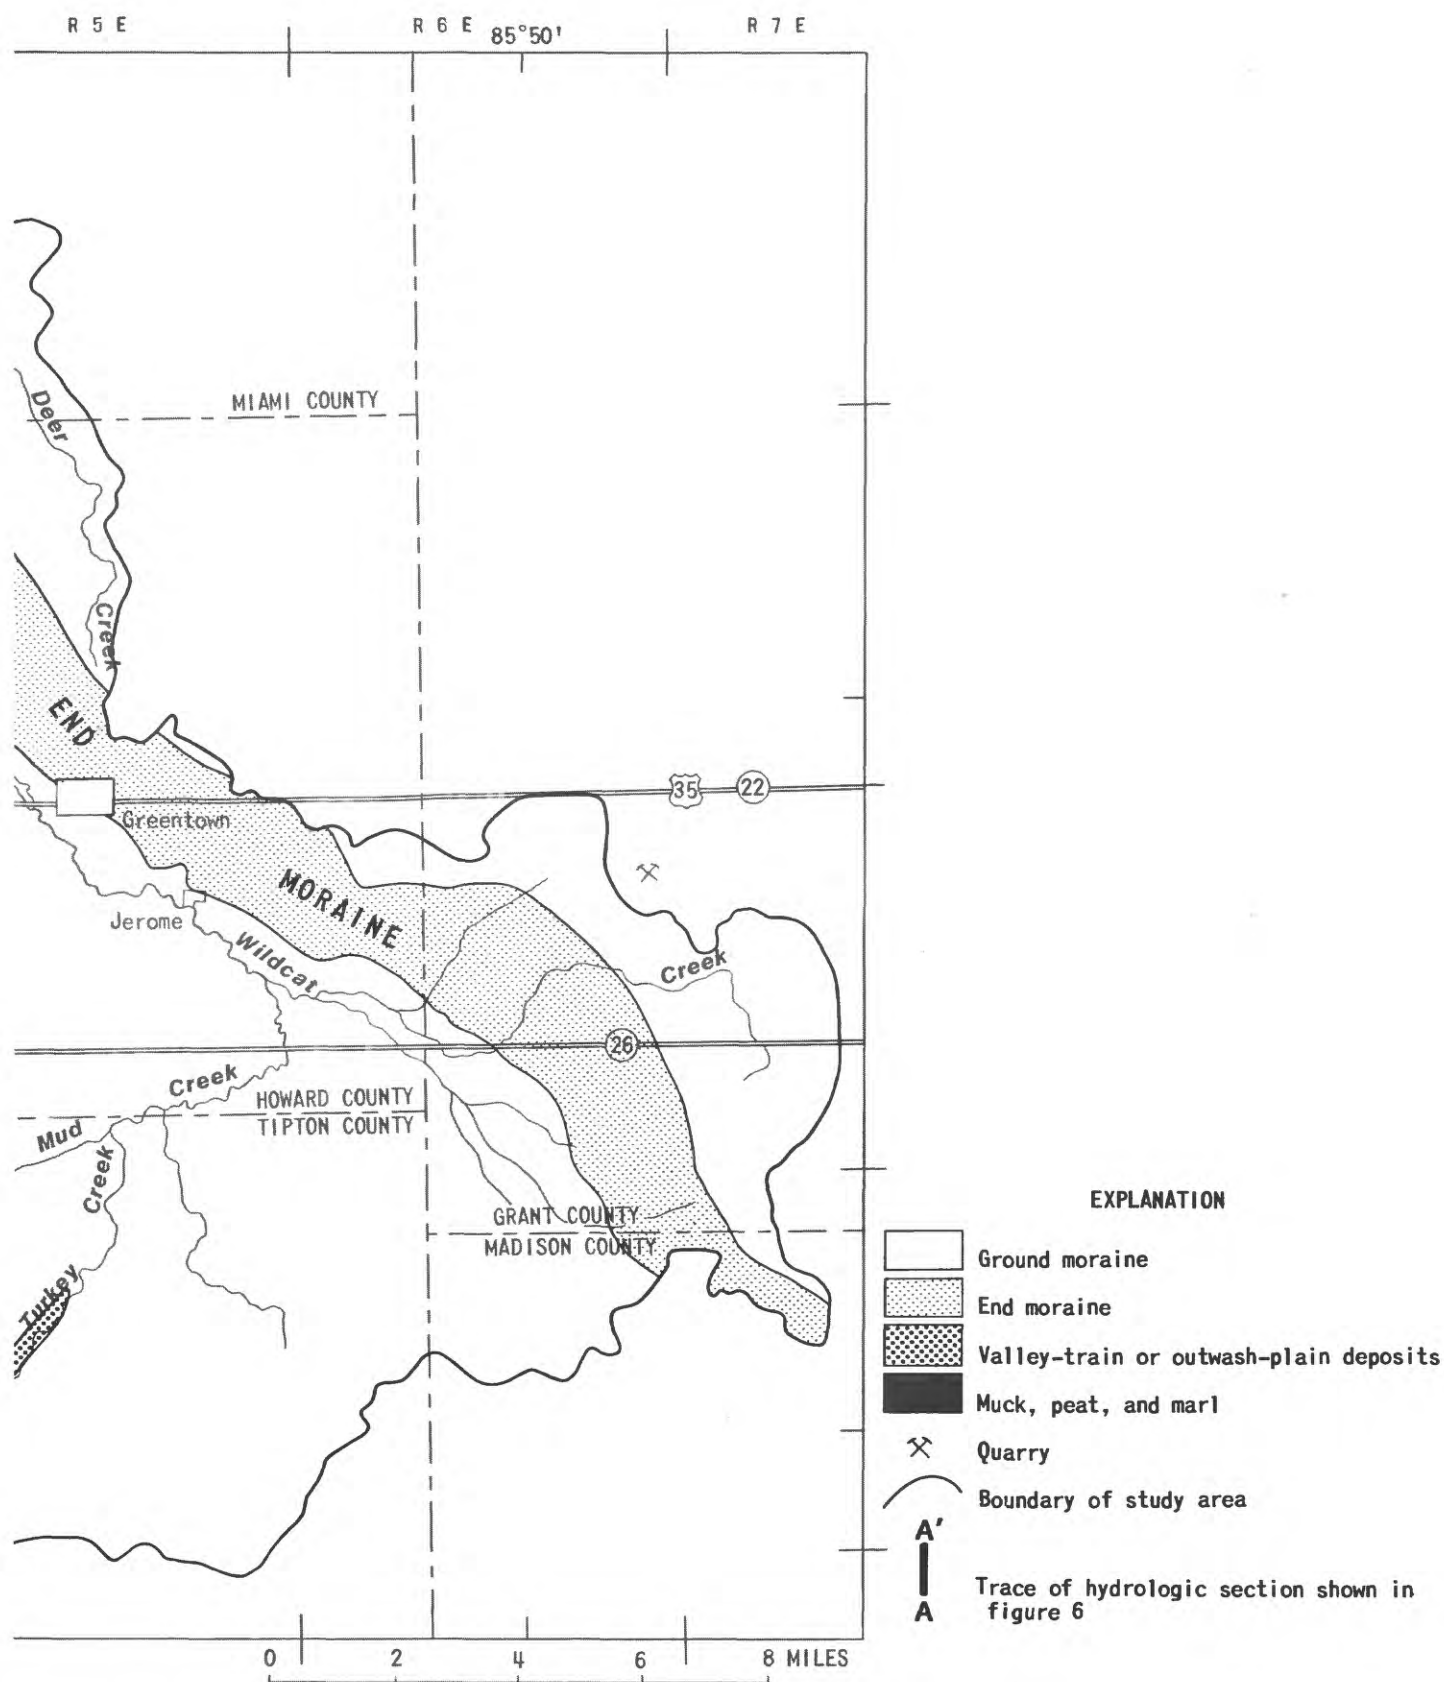 R 5 E
R 6 E
85°50'
R 7 E
Deer
MIAMI COUNTY
Creek
END
35
22
Greentown
MORAINE
Jerome
Wildcat
Creek
26
Creek
HOWARD COUNTY
TIPTON COUNTY
Mud
Creek
GRANT COUNTY
MADISON COUNTY
Turkey
EXPLANATION
Ground moraine
End moraine
Valley-train or outwash-plain deposits
Muck, peat, and marl
Quarry
Boundary of study area
A'
A
Trace of hydrologic section shown in
figure 6
0 2 4 6 8 MILES